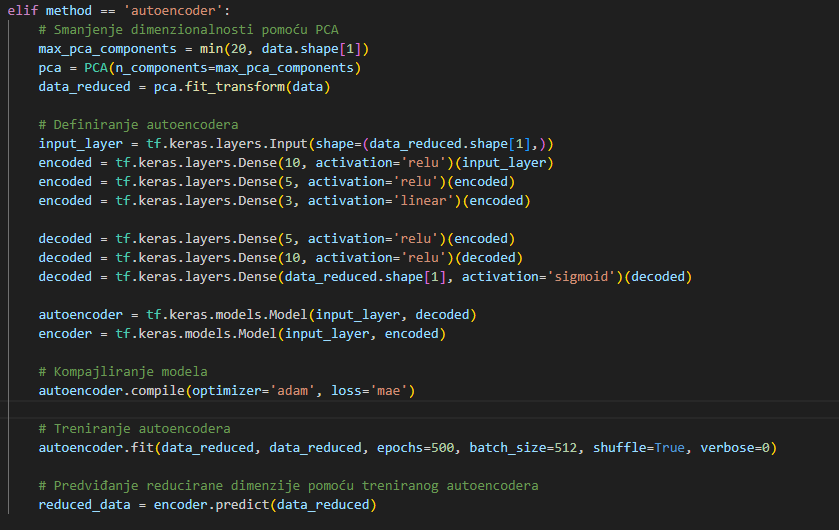 elif method == 'autoencoder':
# Smanjenje dimenzionalnosti pomoću PCA
max_pca_components = min(20, data.shape[1])
pca = PCA(n_components=max_pca_components)
data_reduced = pca.fit_transform(data)
# Definiranje autoencodera
input_layer = tf.keras.layers.Input(shape=(data_reduced.shape[1],))
encoded = tf.keras.layers.Dense(10, activation='relu')(input_layer)
encoded = tf.keras.layers.Dense(5, activation='relu')(encoded)
encoded = tf.keras.layers.Dense(3, activation='linear')(encoded)
decoded = tf.keras.layers.Dense(5, activation='relu')(encoded)
decoded = tf.keras.layers.Dense(10, activation='relu')(decoded)
decoded = tf.keras.layers.Dense(data_reduced.shape[1], activation='sigmoid')(decoded)
autoencoder = tf.keras.models.Model(input_layer, decoded)
encoder = tf.keras.models.Model(input_layer, encoded)
# Kompajliranje modela
autoencoder.compile(optimizer='adam', loss='mae')
# Treniranje autoencodera
autoencoder.fit(data_reduced, data_reduced, epochs=500, batch_size=512, shuffle=True, verbose=0)
# Predviđanje reducirane dimenzije pomoću treniranog autoencodera
reduced_data = encoder.predict(data_reduced)